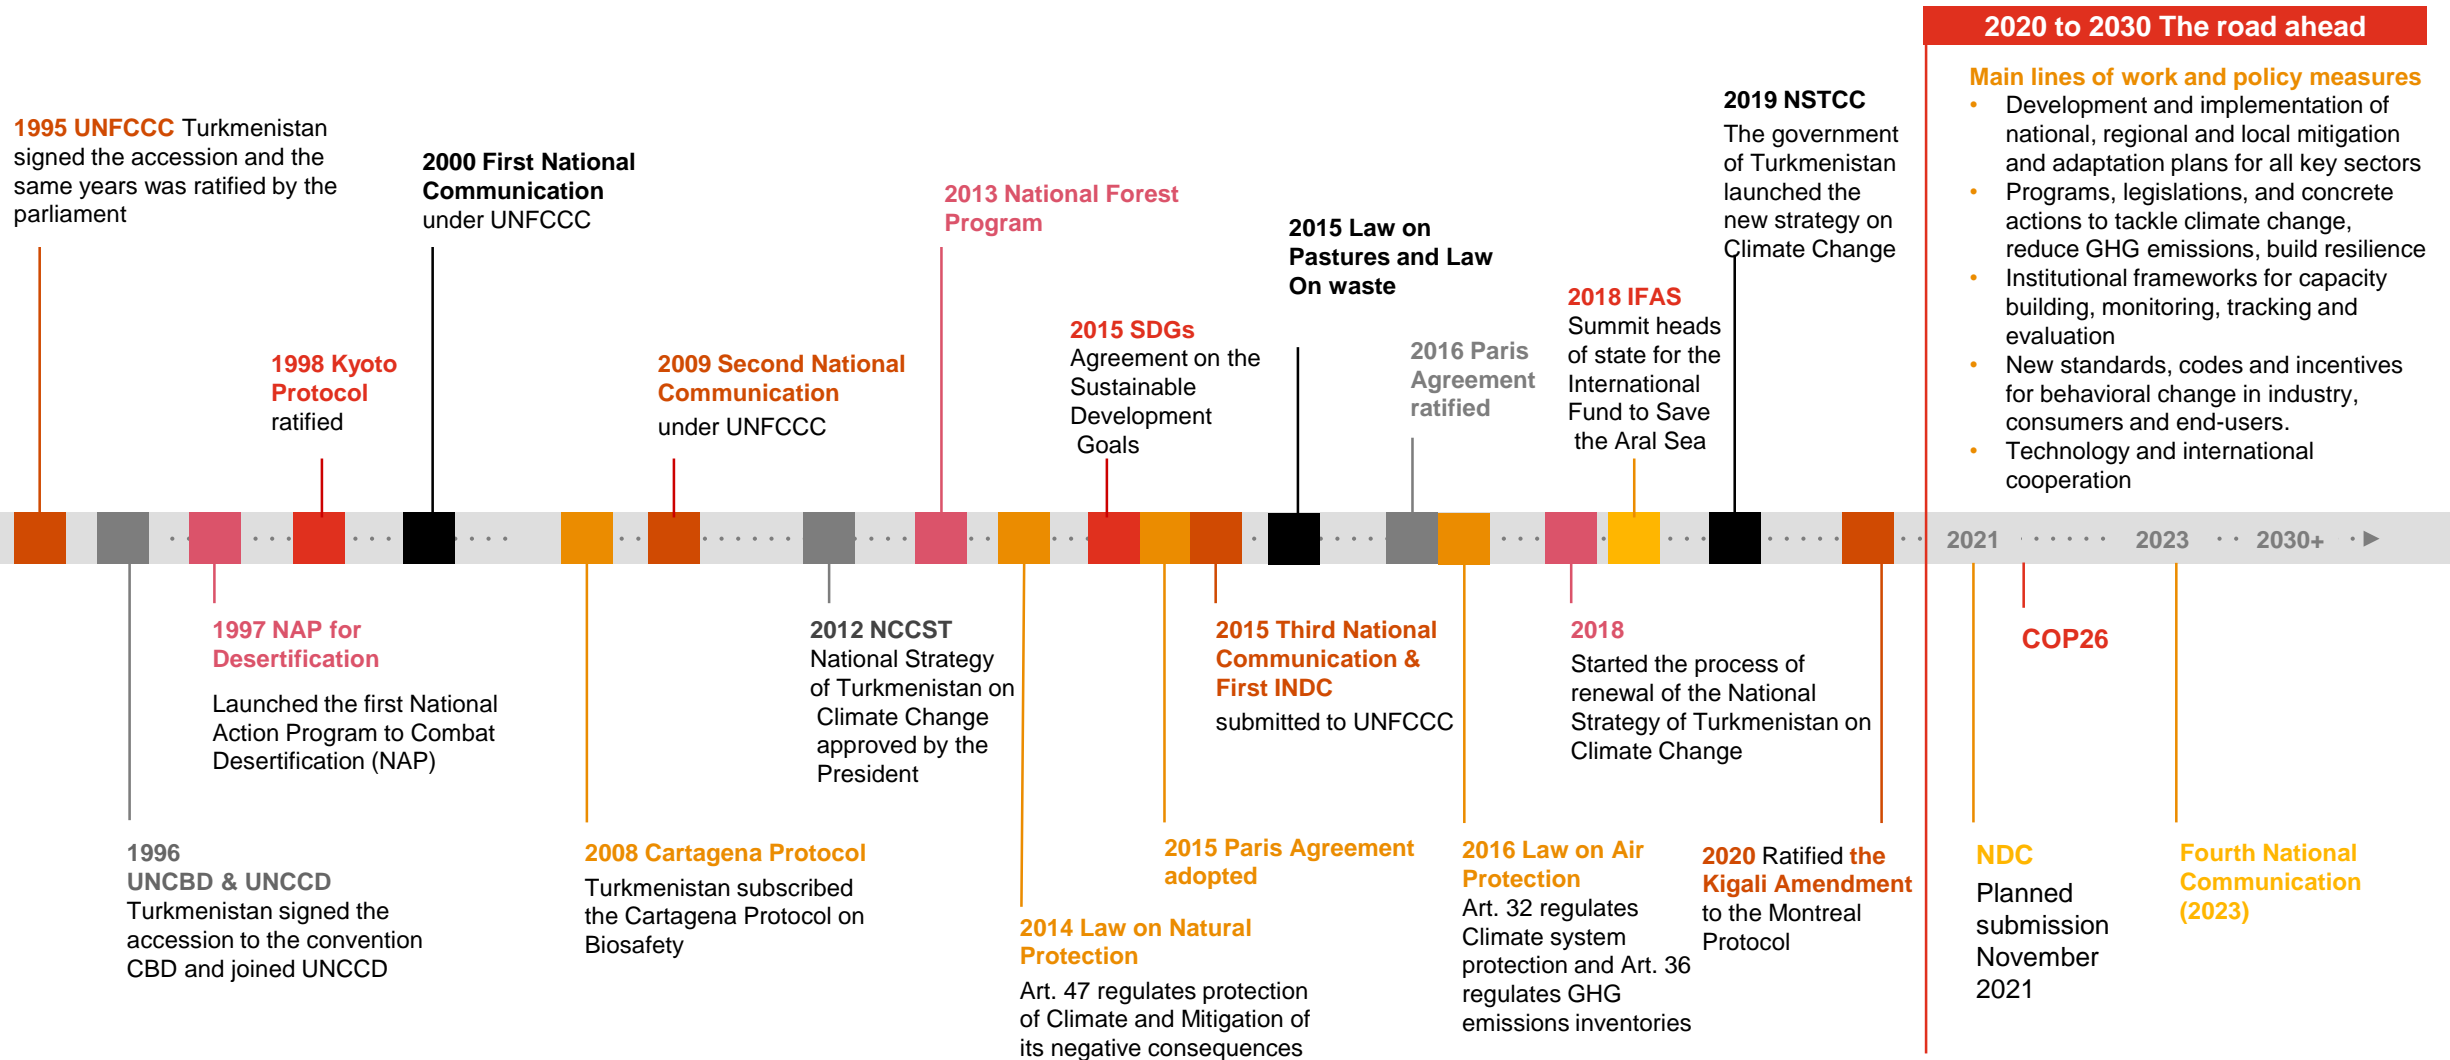 2020 to 2030 The road ahead
Main lines of work and policy measures
• Development and implementation of
national, regional and local mitigation
and adaptation plans for all key sectors
• Programs, legislations, and concrete
actions to tackle climate change,
reduce GHG emissions, build resilience
• Institutional frameworks for capacity
building, monitoring, tracking and
evaluation
• New standards, codes and incentives
for behavioral change in industry,
consumers and end-users.
• Technology and international
cooperation
1995 UNFCCC Turkmenistan
signed the accession and the
same years was ratified by the
parliament
1998 Kyoto
Protocol
ratified
2000 First National
Communication
under UNFCCC
2009 Second National
Communication
under UNFCCC
2013 National Forest
Program
2015 SDGs
Agreement on the
Sustainable
Development
Goals
2015 Law on
Pastures and Law
On waste
2016 Paris
Agreement
ratified
2018 IFAS
Summit heads
of state for the
International
Fund to Save
the Aral Sea
2019 NSTCC
The government
of Turkmenistan
launched the
new strategy on
Climate Change
2021
2023
2030+
1996
UNCBD & UNCCD
Turkmenistan signed the
accession to the convention
CBD and joined UNCCD
1997 NAP for
Desertification
Launched the first National
Action Program to Combat
Desertification (NAP)
2008 Cartagena Protocol
Turkmenistan subscribed
the Cartagena Protocol on
Biosafety
2012 NCCST
National Strategy
of Turkmenistan on
Climate Change
approved by the
President
2014 Law on Natural
Protection
Art. 47 regulates protection
of Climate and Mitigation of
its negative consequences
2015 Paris Agreement
adopted
2015 Third National
Communication &
First INDC
submitted to UNFCCC
2016 Law on Air
Protection
Art. 32 regulates
Climate system
protection and Art. 36
regulates GHG
emissions inventories
2018
Started the process of
renewal of the National
Strategy of Turkmenistan on
Climate Change
2020 Ratified the
Kigali Amendment
to the Montreal
Protocol
NDC
Planned
submission
November
2021
COP26
Fourth National
Communication
(2023)